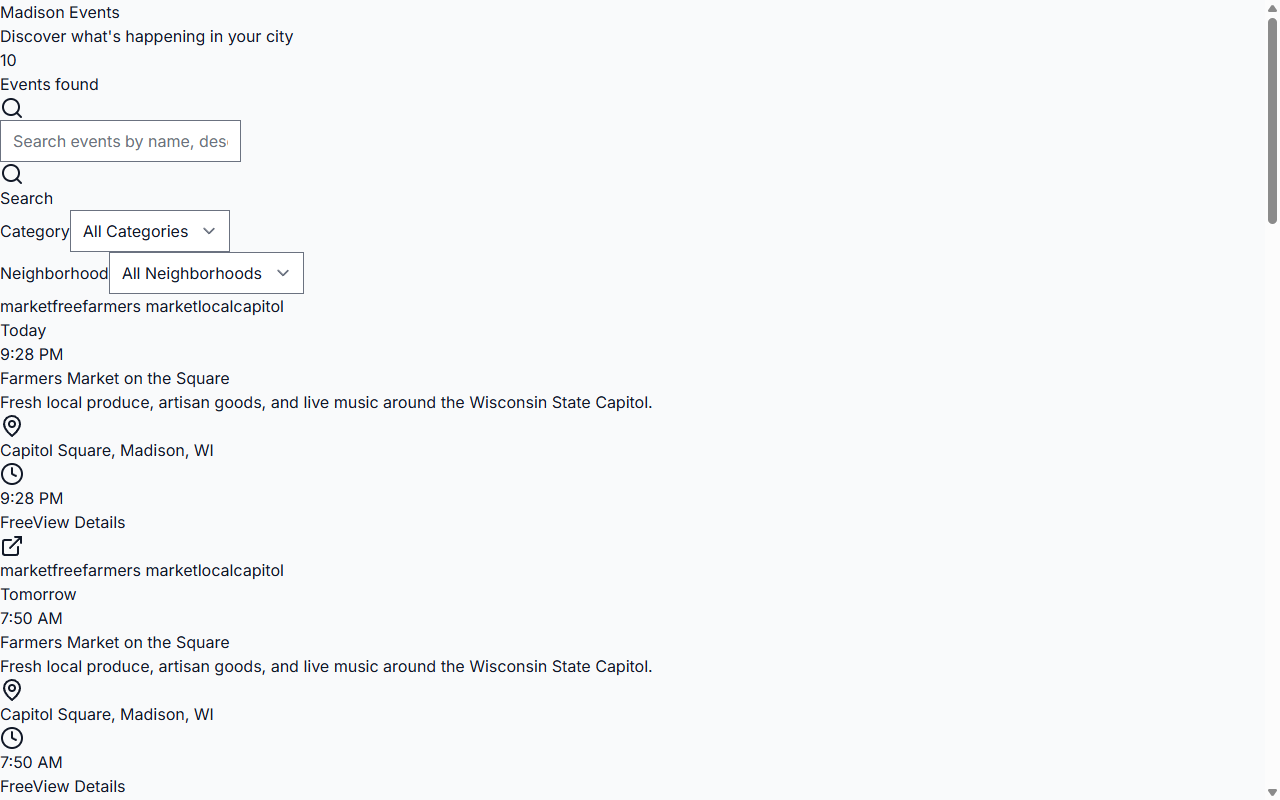 Madison Events
Discover what's happening in your city
10
Events found
Search events by name, des
Search
Category All Categories
Neighborhood All Neighborhoods
marketfreefarmers marketlocalcapitol
Today
9:28 PM
Farmers Market on the Square
Fresh local produce, artisan goods, and live music around the Wisconsin State Capitol.
Capitol Square, Madison, WI
9:28 PM
FreeView Details
marketfreefarmers marketlocalcapitol
Tomorrow
7:50 AM
Farmers Market on the Square
Fresh local produce, artisan goods, and live music around the Wisconsin State Capitol.
Capitol Square, Madison, WI
7:50 AM
FreeView Details